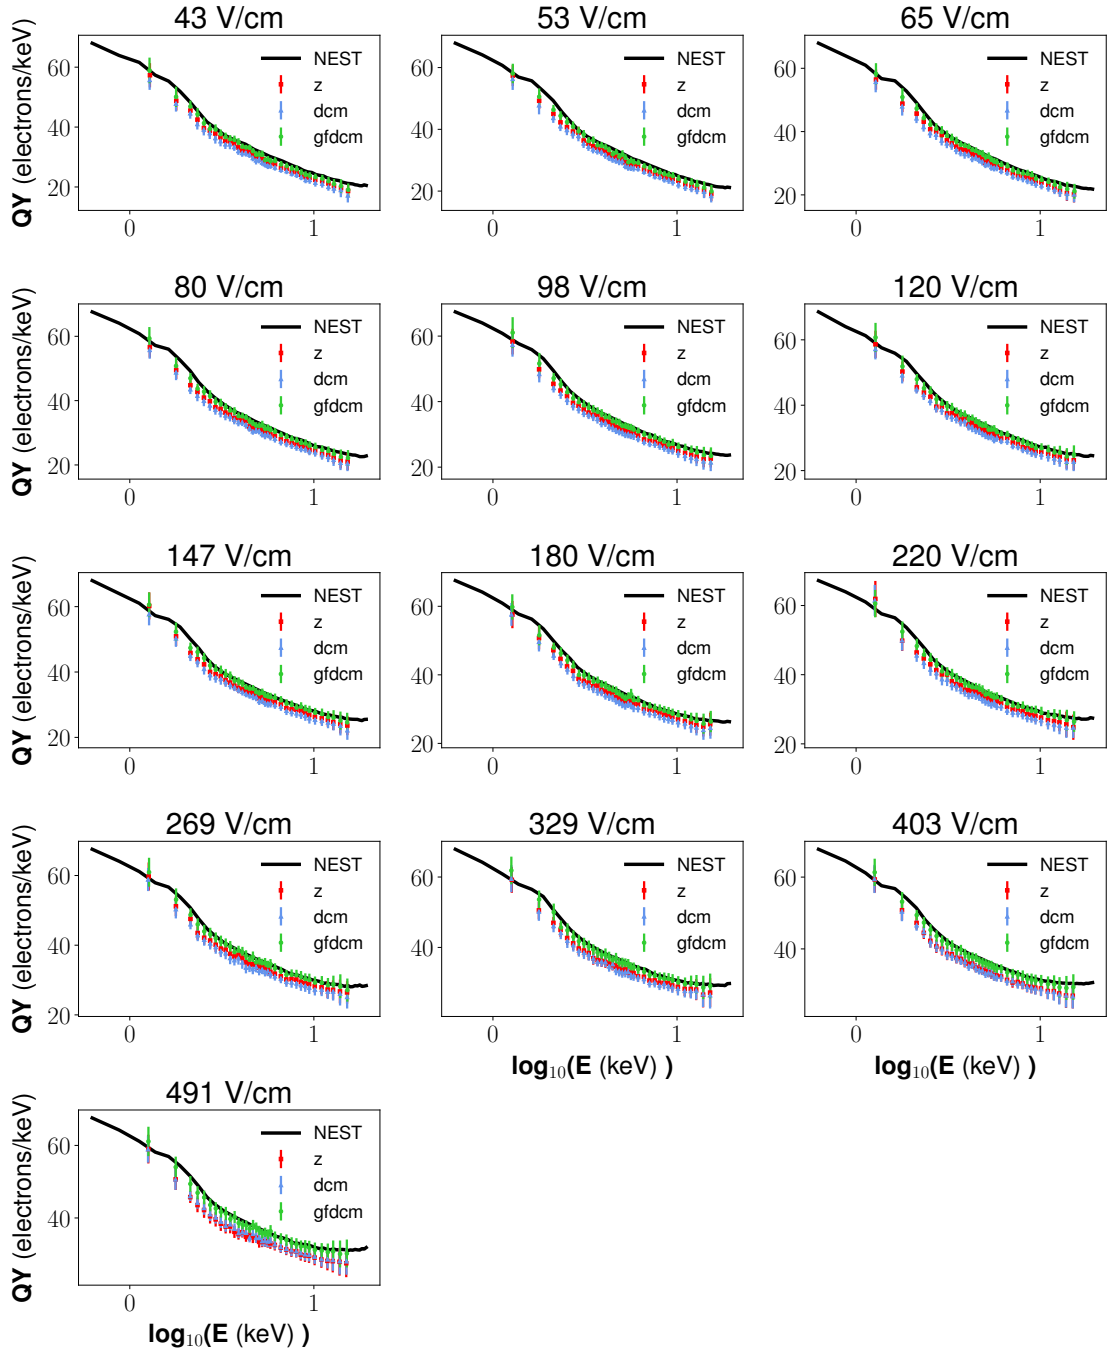 43 V/cm
53 V/cm
65 V/cm
QY (electrons/keV)
60
40
20
0
1
NEST
z
dcm
gfdcm
60
40
20
0
1
NEST
z
dcm
gfdcm
60
40
20
0
1
NEST
z
dcm
gfdcm
80 V/cm
98 V/cm
120 V/cm
QY (electrons/keV)
60
40
20
0
1
NEST
z
dcm
gfdcm
60
40
20
0
1
NEST
z
dcm
gfdcm
60
40
20
0
1
NEST
z
dcm
gfdcm
147 V/cm
180 V/cm
220 V/cm
QY (electrons/keV)
60
40
20
0
1
NEST
z
dcm
gfdcm
60
40
20
0
1
NEST
z
dcm
gfdcm
60
40
20
0
1
NEST
z
dcm
gfdcm
269 V/cm
329 V/cm
403 V/cm
QY (electrons/keV)
60
40
20
0
1
NEST
z
dcm
gfdcm
60
40
0
1
NEST
z
dcm
gfdcm
log10(E (keV) )
60
40
0
1
NEST
z
dcm
gfdcm
log10(E (keV) )
491 V/cm
QY (electrons/keV)
60
40
0
1
NEST
z
dcm
gfdcm
log10(E (keV) )